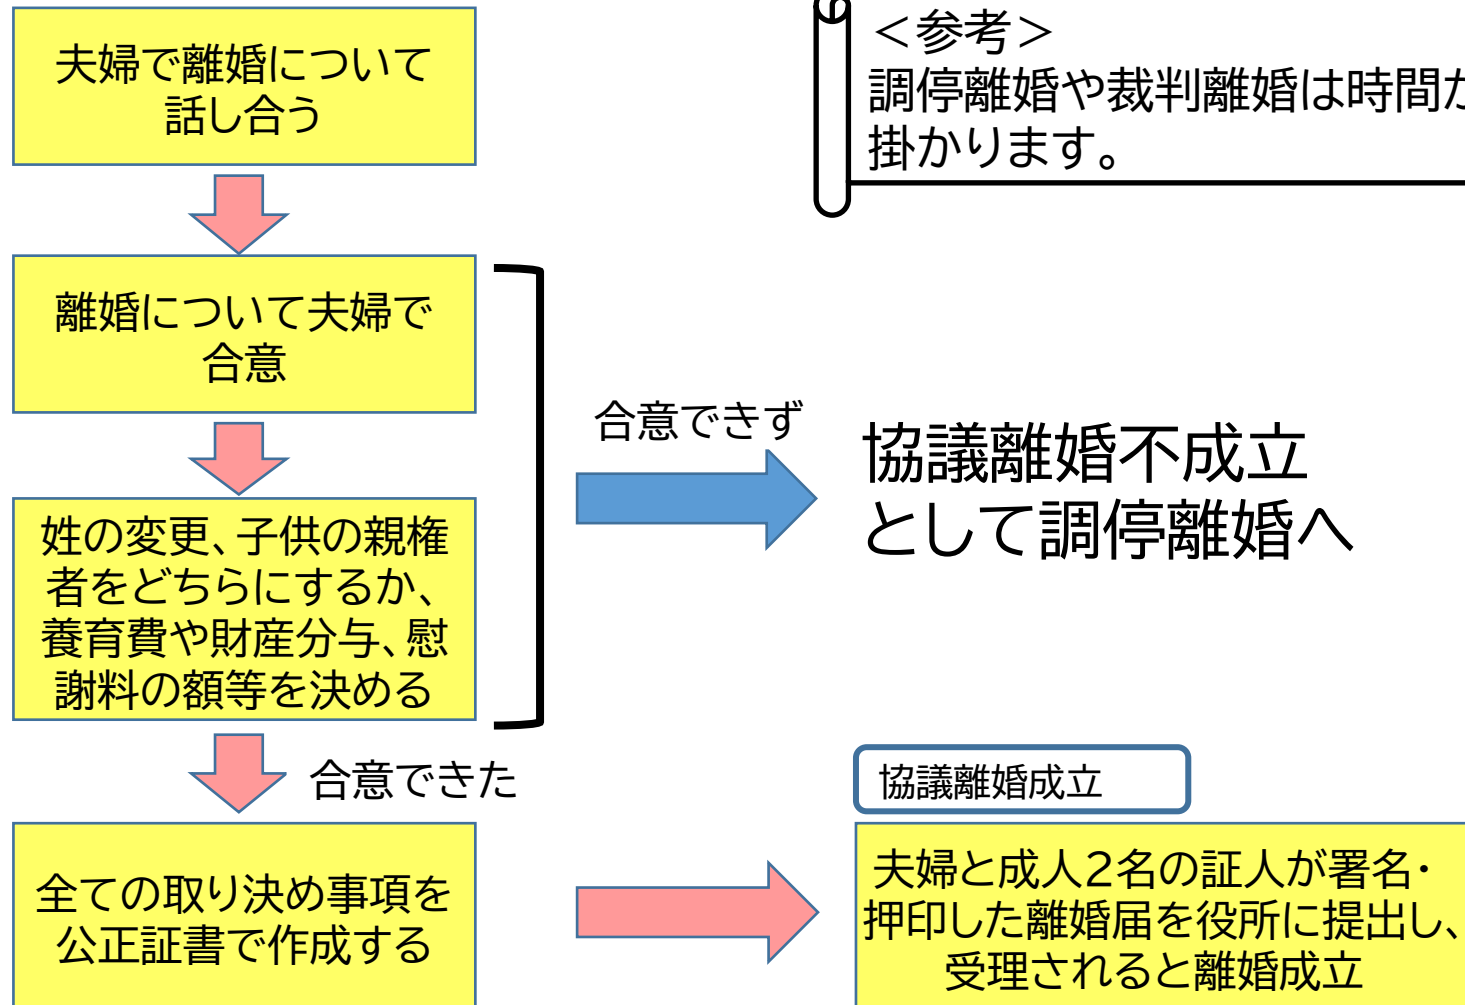 夫婦で離婚について
話し合う
＜参考＞
調停離婚や裁判離婚は時間が
掛かります。
離婚について夫婦で
合意
合意できず
協議離婚不成立
として調停離婚へ
姓の変更、子供の親権
者をどちらにするか、
養育費や財産分与、慰
謝料の額等を決める
合意できた
協議離婚成立
全ての取り決め事項を
公正証書で作成する
夫婦と成人2名の証人が署名・
押印した離婚届を役所に提出し、
受理されると離婚成立